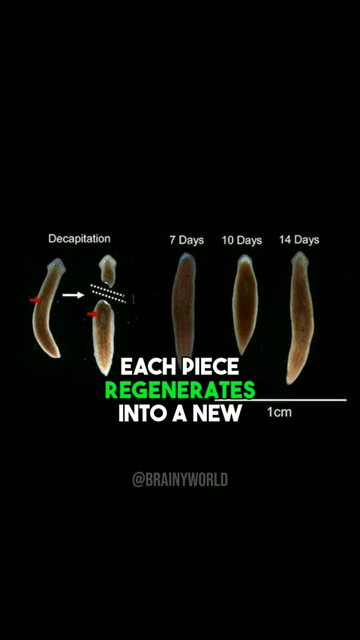 Decapitation
7 Days
10 Days
14 Days
EACH PIECE
REGENERATES
INTO A NEW
1cm
@BRAINYWORLD